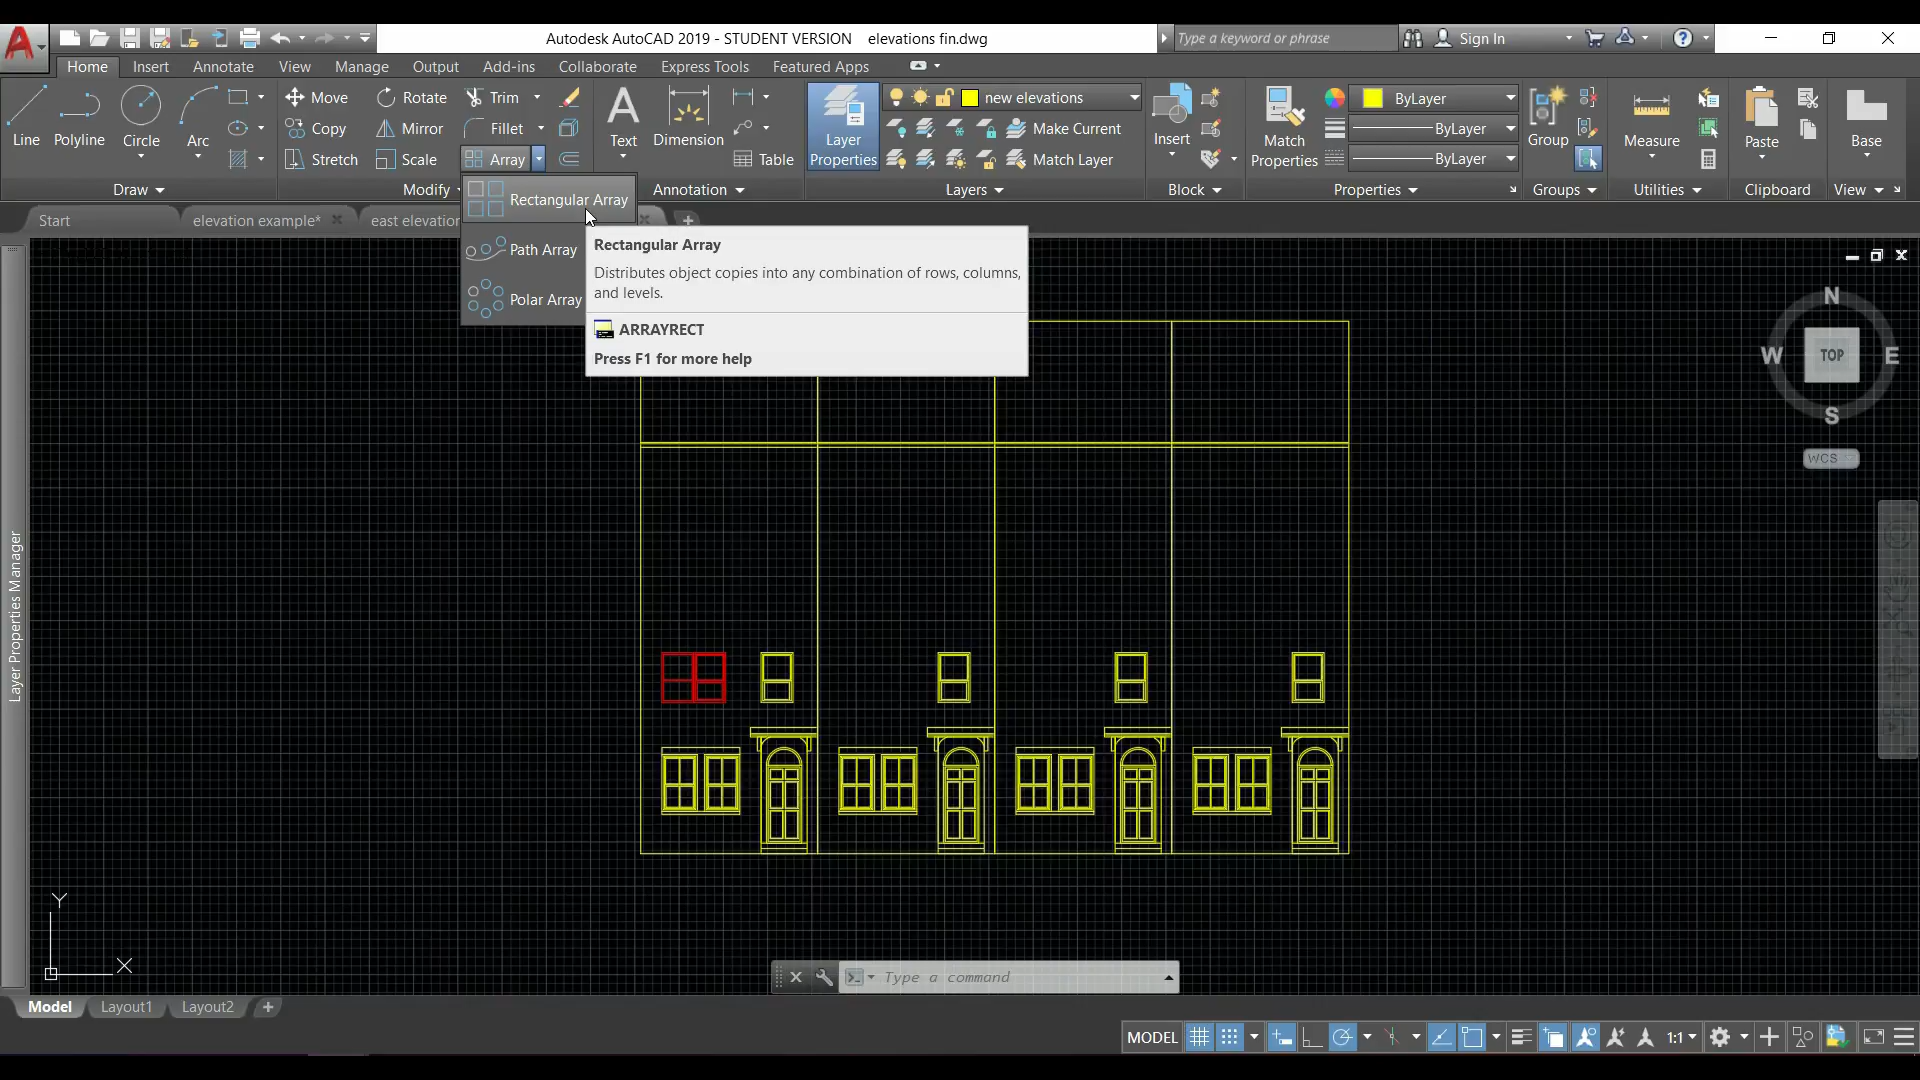 Autodesk AutoCAD 2019 - STUDENT VERSION elevations fin.dwg
Type a keyword or phrase
Sign In
Home Insert Annotate View Manage Output Add-ins Collaborate Express Tools Featured Apps
Line
Polyline
Circle
Arc
Draw
Move
Rotate
Trim
Copy
Mirror
Fillet
Stretch
Scale
Array
Modify
Text
Dimension
Table
Annotation
Layer
Properties
new elevations
Make Current
Match Layer
Layers
Insert
Block
Match
Properties
ByLayer
ByLayer
ByLayer
Properties
Group
Groups
Measure
Utilities
Paste
Clipboard
Base
View
Start
elevation example*
east elevation
Rectangular Array
Path Array
Polar Array
Rectangular Array
Distributes object copies into any combination of rows, columns,
and levels.
ARRAYRECT
Press F1 for more help
Layer Properties Manager
N
W
TOP
E
S
WCS
Y
X
Type a command
Model Layout1 Layout2
MODEL
1:1